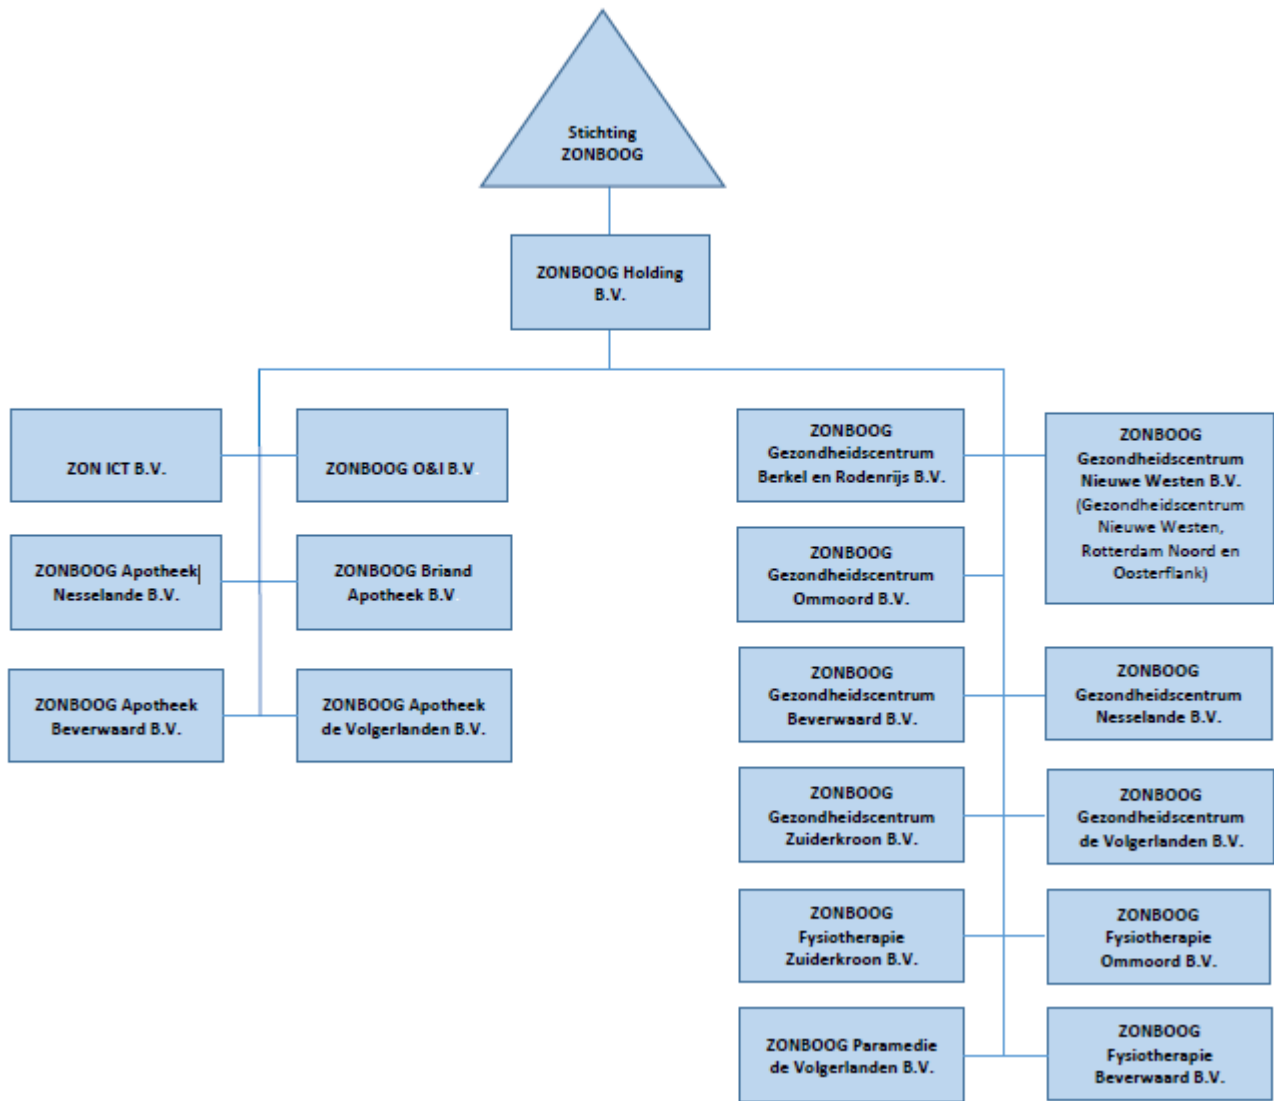 Stichting
ZONBOOG
ZONBOOG Holding
B.V.
ZON ICT B.V.
ZONBOOG O&I B.V.
ZONBOOG Apotheek
Nesselande B.V.
ZONBOOG Briand
Apotheek B.V.
ZONBOOG Apotheek
Beverwaard B.V.
ZONBOOG Apotheek
de Volgerlanden B.V.
ZONBOOG
Gezondheidscentrum
Berkel en Rodenrijs B.V.
ZONBOOG
Gezondheidscentrum
Nieuwe Westen B.V.
(Gezondheidscentrum
Nieuwe Westen,
Rotterdam Noord en
Oosterflank)
ZONBOOG
Gezondheidscentrum
Ommoord B.V.
ZONBOOG
Gezondheidscentrum
Beverwaard B.V.
ZONBOOG
Gezondheidscentrum
Nesselande B.V.
ZONBOOG
Gezondheidscentrum
Zuiderkroon B.V.
ZONBOOG
Gezondheidscentrum
de Volgerlanden B.V.
ZONBOOG
Fysiotherapie
Zuiderkroon B.V.
ZONBOOG
Fysiotherapie
Ommoord B.V.
ZONBOOG Paramedie
de Volgerlanden B.V.
ZONBOOG
Fysiotherapie
Beverwaard B.V.